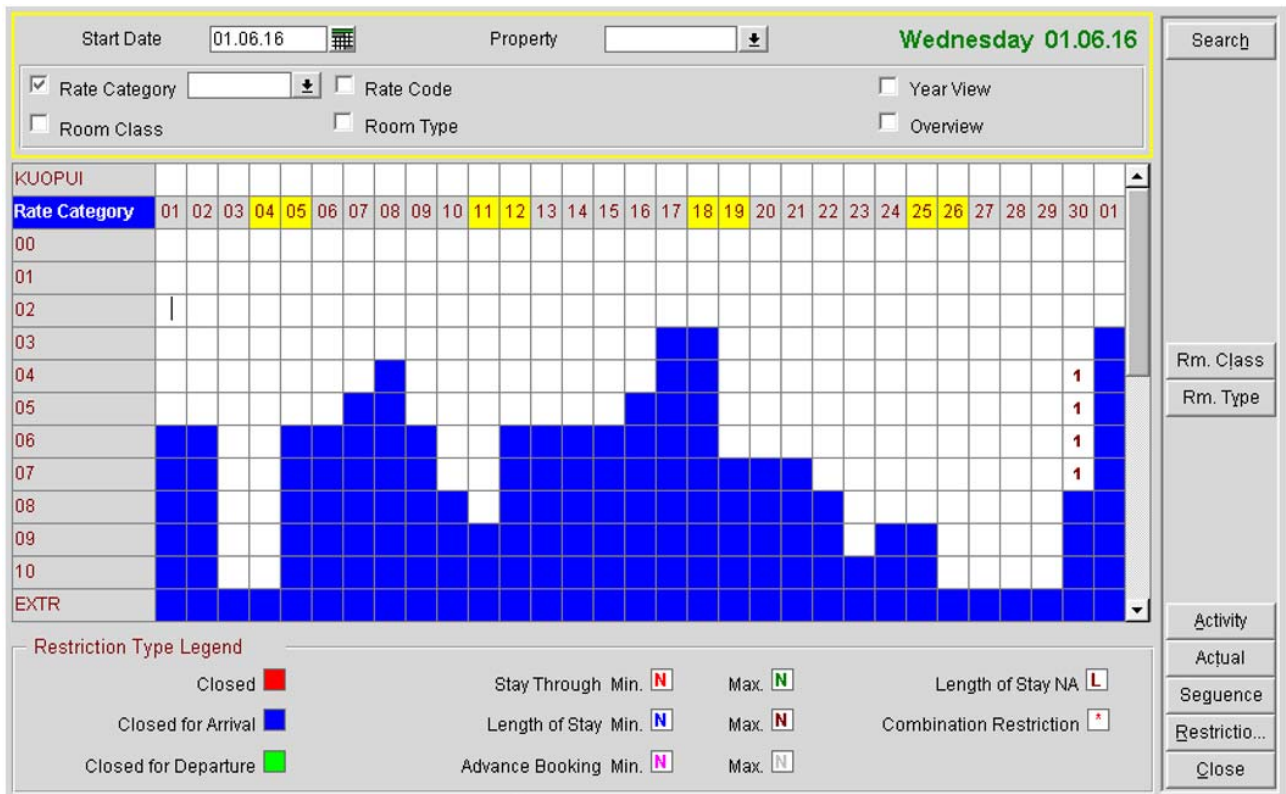 Start Date 01.06.16 Property Wednesday 01.06.16
Rate Category Rate Code Year View
Room Class Room Type Overview
KUOPUI
Rate Category 01 02 03 04 05 06 07 08 09 10 11 12 13 14 15 16 17 18 19 20 21 22 23 24 25 26 27 28 29 30 01
00
01
02
03
04 1
05 1
06 1
07 1
08
09
10
EXTR
Restriction Type Legend
Closed Stay Through Min. N Max. N Length of Stay NA L
Closed for Arrival Length of Stay Min. N Max. N Combination Restriction *
Closed for Departure Advance Booking Min. N Max. N
Search
Rm. Class
Rm. Type
Activity
Actual
Seguence
Restrictio...
Close